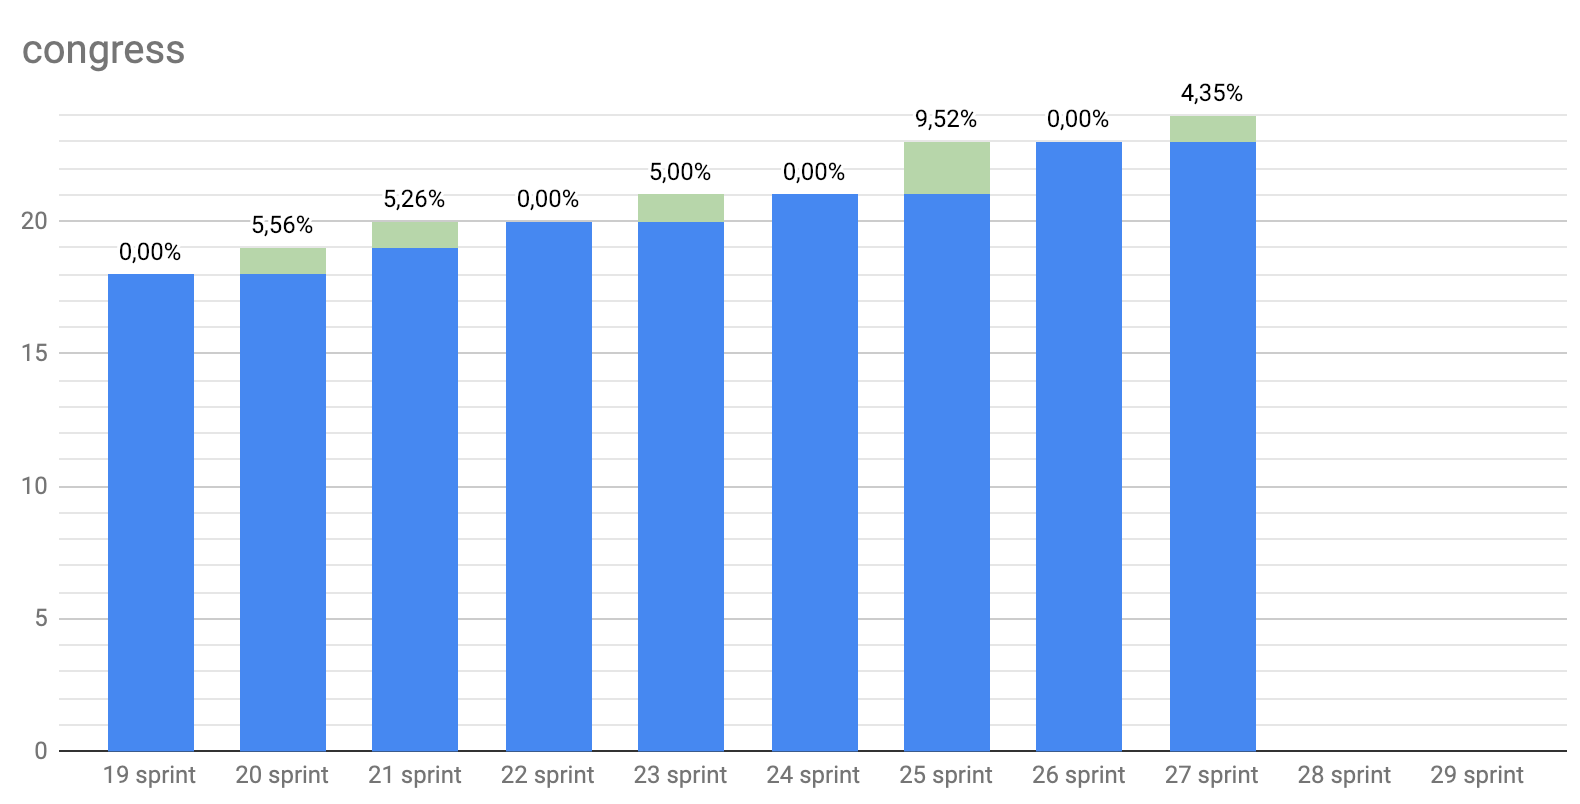 congress
4,35%
9,52%
0,00%
5,00%
0,00%
5,26%
0,00%
5,56%
0,00%
20
15
10
5
0
19 sprint
20 sprint
21 sprint
22 sprint
23 sprint
24 sprint
25 sprint
26 sprint
27 sprint
28 sprint
29 sprint